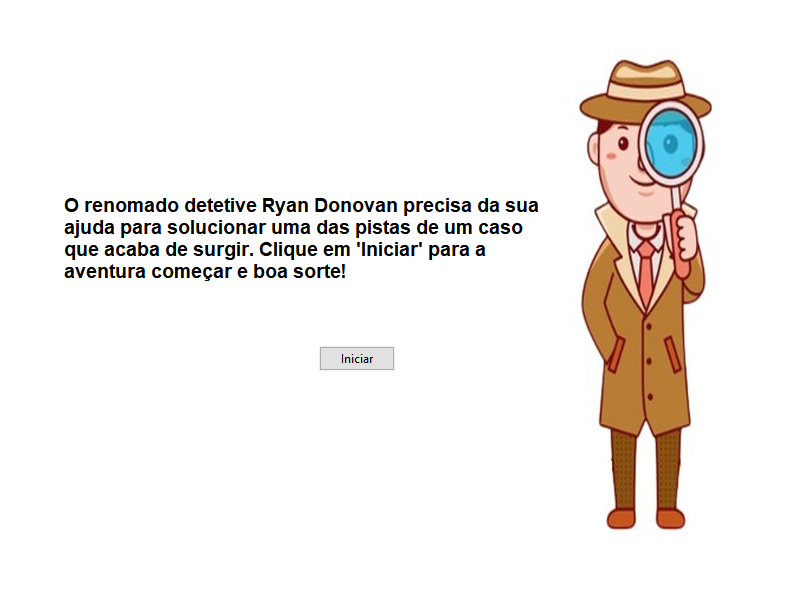 O renomado detetive Ryan Donovan precisa da sua
ajuda para solucionar uma das pistas de um caso
que acaba de surgir. Clique em 'Iniciar' para a
aventura começar e boa sorte!
Iniciar